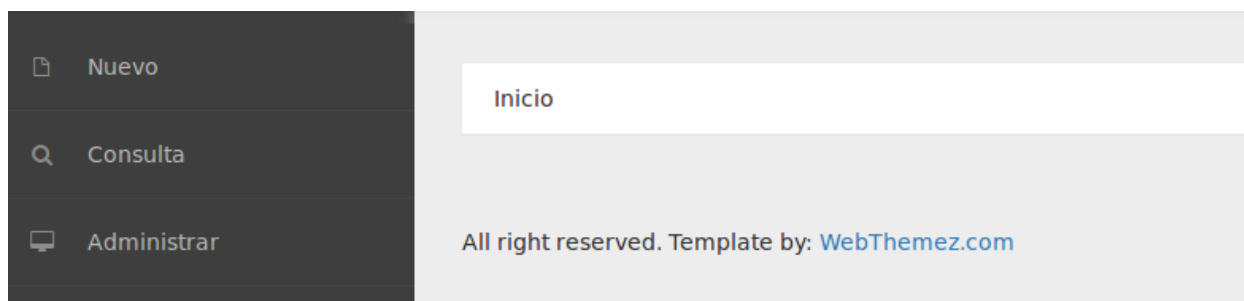 Nuevo
Inicio
Consulta
Administrar
All right reserved. Template by: WebThemez.com